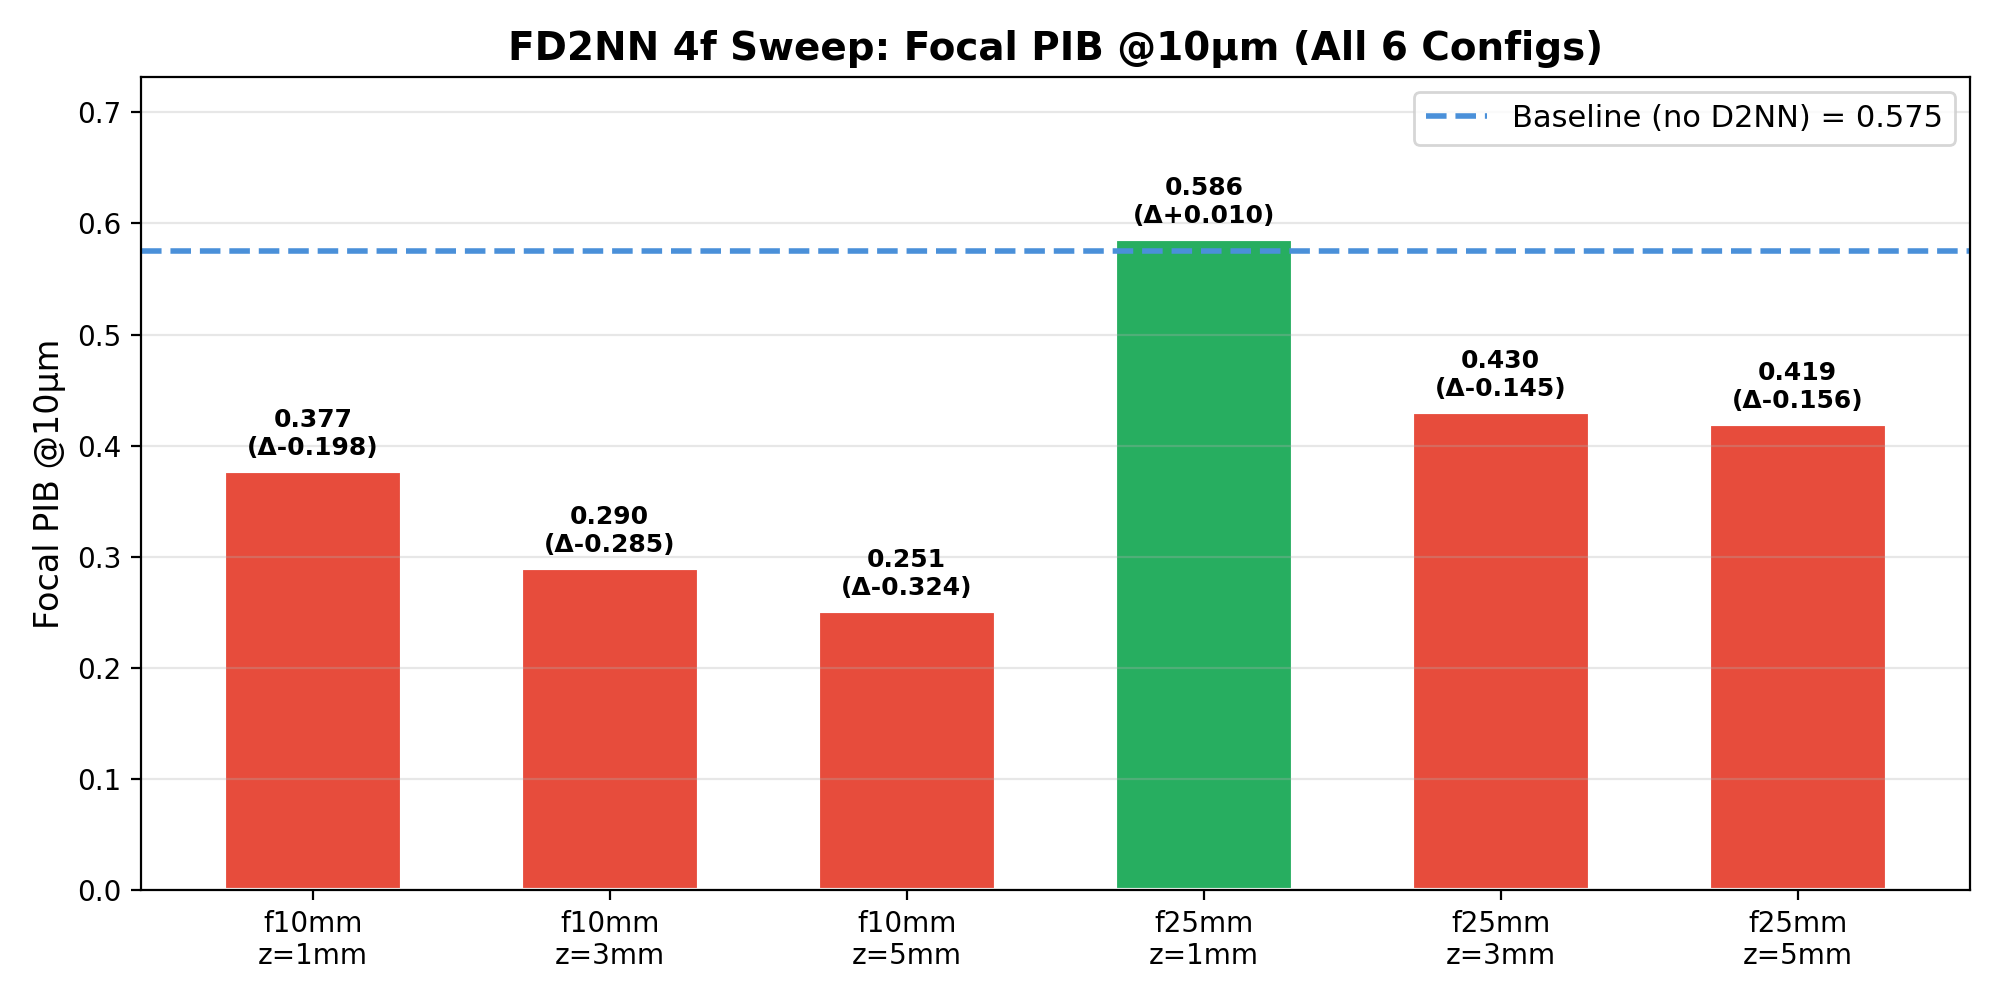 FD2NN 4f Sweep: Focal PIB @10μm (All 6 Configs)
Baseline (no D2NN) = 0.575
Focal PIB @10μm
0.7
0.6
0.5
0.4
0.3
0.2
0.1
0.0
0.377
(Δ-0.198)
0.290
(Δ-0.285)
0.251
(Δ-0.324)
0.586
(Δ+0.010)
0.430
(Δ-0.145)
0.419
(Δ-0.156)
f10mm
z=1mm
f10mm
z=3mm
f10mm
z=5mm
f25mm
z=1mm
f25mm
z=3mm
f25mm
z=5mm